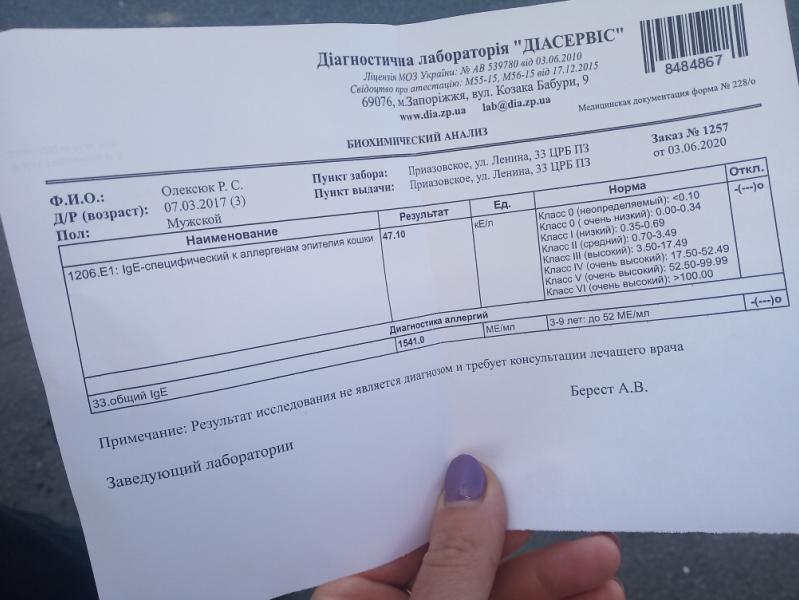 Діагностична лабораторія "ДІАСЕРВІС"
Ліцензія МОЗ України: № АВ 539780 від 03.06.2010
Свідоцтво про атестацію: М55-15, М56-15 від 17.12.2015
69076, м.Запоріжжя, вул. Козака Бабури, 9
www.dia.zp.ua lab@dia.zp.ua
8484867
Медицинская документация форма № 228/о
БИОХИМИЧЕСКИЙ АНАЛИЗ
Ф.И.О.: Олексюк Р. С.
Д/Р (возраст): 07.03.2017 (3)
Пол: Мужской
Пункт забора: Приазовское, ул. Ленина, 33 ЦРБ ПЗ
Пункт выдачи: Приазовское, ул. Ленина, 33 ЦРБ ПЗ
Заказ № 1257
от 03.06.2020
Наименование Результат Ед. Норма Откл.
1206.E1: IgE-специфический к аллергенам эпителия кошки 47.10 кЕ/л
Класс 0 (неопределяемый): <0.10
Класс 0 ( очень низкий): 0.00-0.34
Класс I (низкий): 0.35-0.69
Класс II (средний): 0.70-3.49
Класс III (высокий): 3.50-17.49
Класс IV (очень высокий): 17.50-52.49
Класс V (очень высокий): 52.50-99.99
Класс VI (очень высокий): >100.00
-(---)o
Диагностика аллергий
33.общий IgE 1541.0 МЕ/мл 3-9 лет: до 52 МЕ/мл -(---)o
Примечание: Результат исследования не является диагнозом и требует консультации лечащего врача
Заведующий лаборатории Берест А.В.